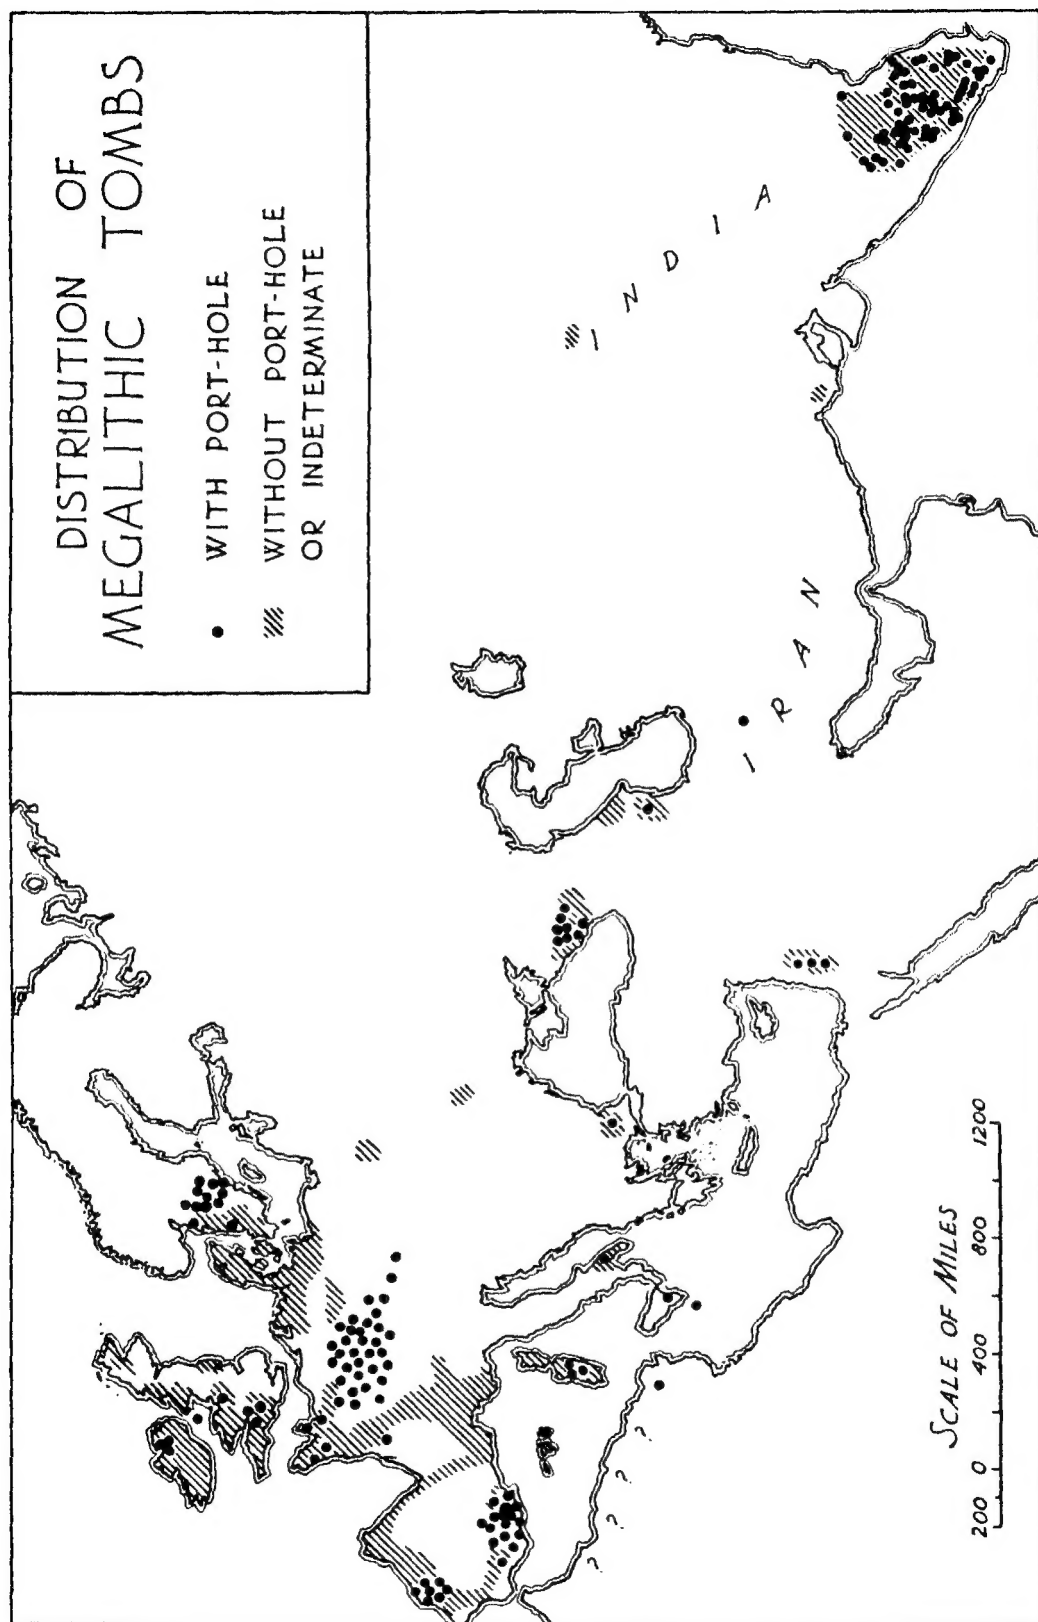 DISTRIBUTION OF
MEGALITHIC TOMBS
WITH PORT-HOLE
WITHOUT PORT-HOLE
OR INDETERMINATE
INDIA
IRAN
? ? ? ?
SCALE OF MILES
200 0 400 800 1200